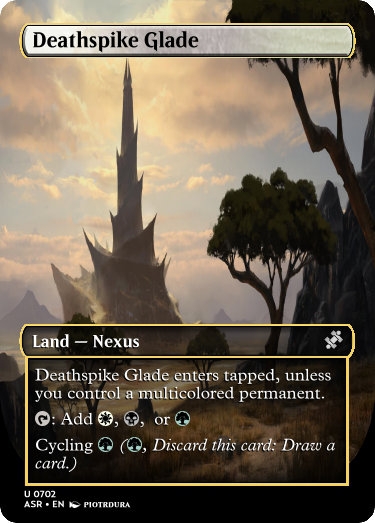 Deathspike Glade
Land — Nexus
Deathspike Glade enters tapped, unless
you control a multicolored permanent.
: Add , , or
Cycling (, Discard this card: Draw a
card.)
U 0702
ASR • EN PIOTRDURA